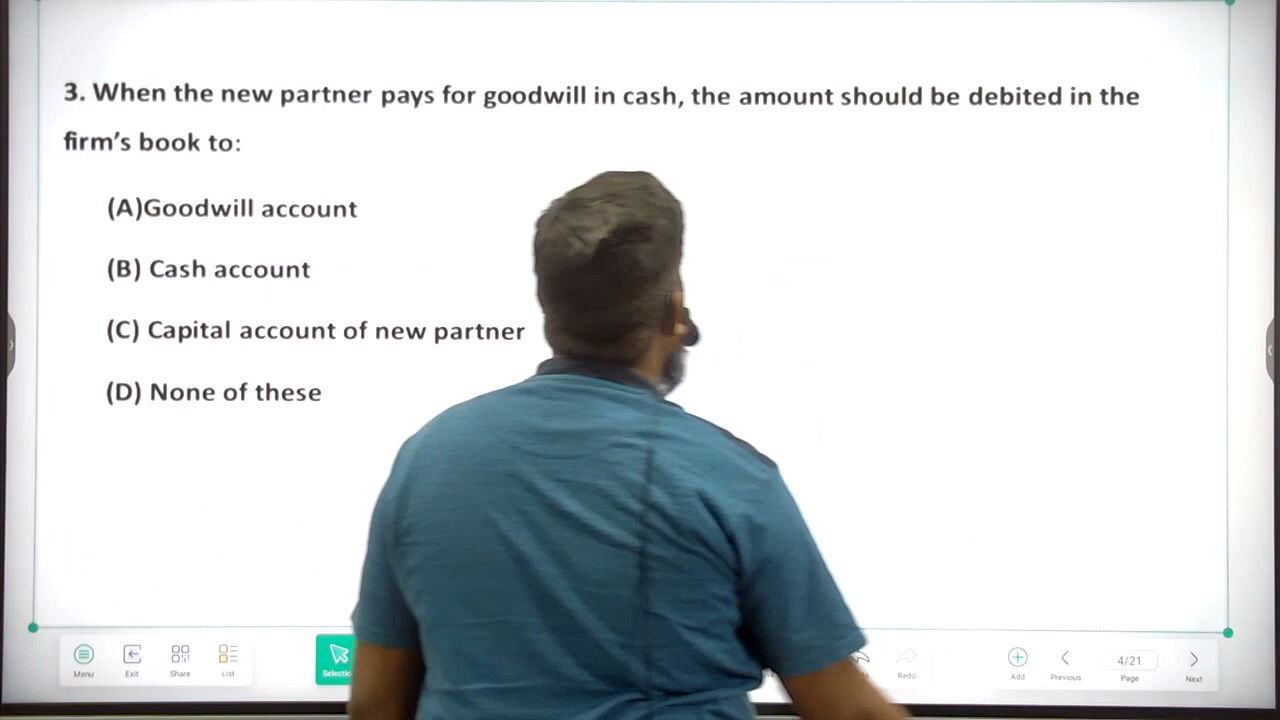 3. When the new partner pays for goodwill in cash, the amount should be debited in the
firm’s book to:
(A)Goodwill account
(B) Cash account
(C) Capital account of new partner
(D) None of these
Menu
Exit
Share
List
Redo
Add
Previous
4/21
Page
Next